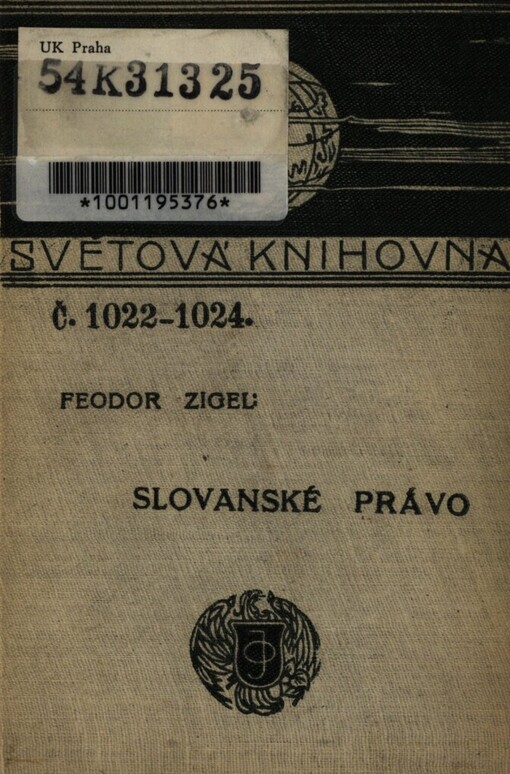 UK Praha
54K31325
*1001195376*
SVĚTOVÁ KNIHOVNA
Č. 1022-1024.
FEODOR ZIGEL:
SLOVANSKÉ PRÁVO